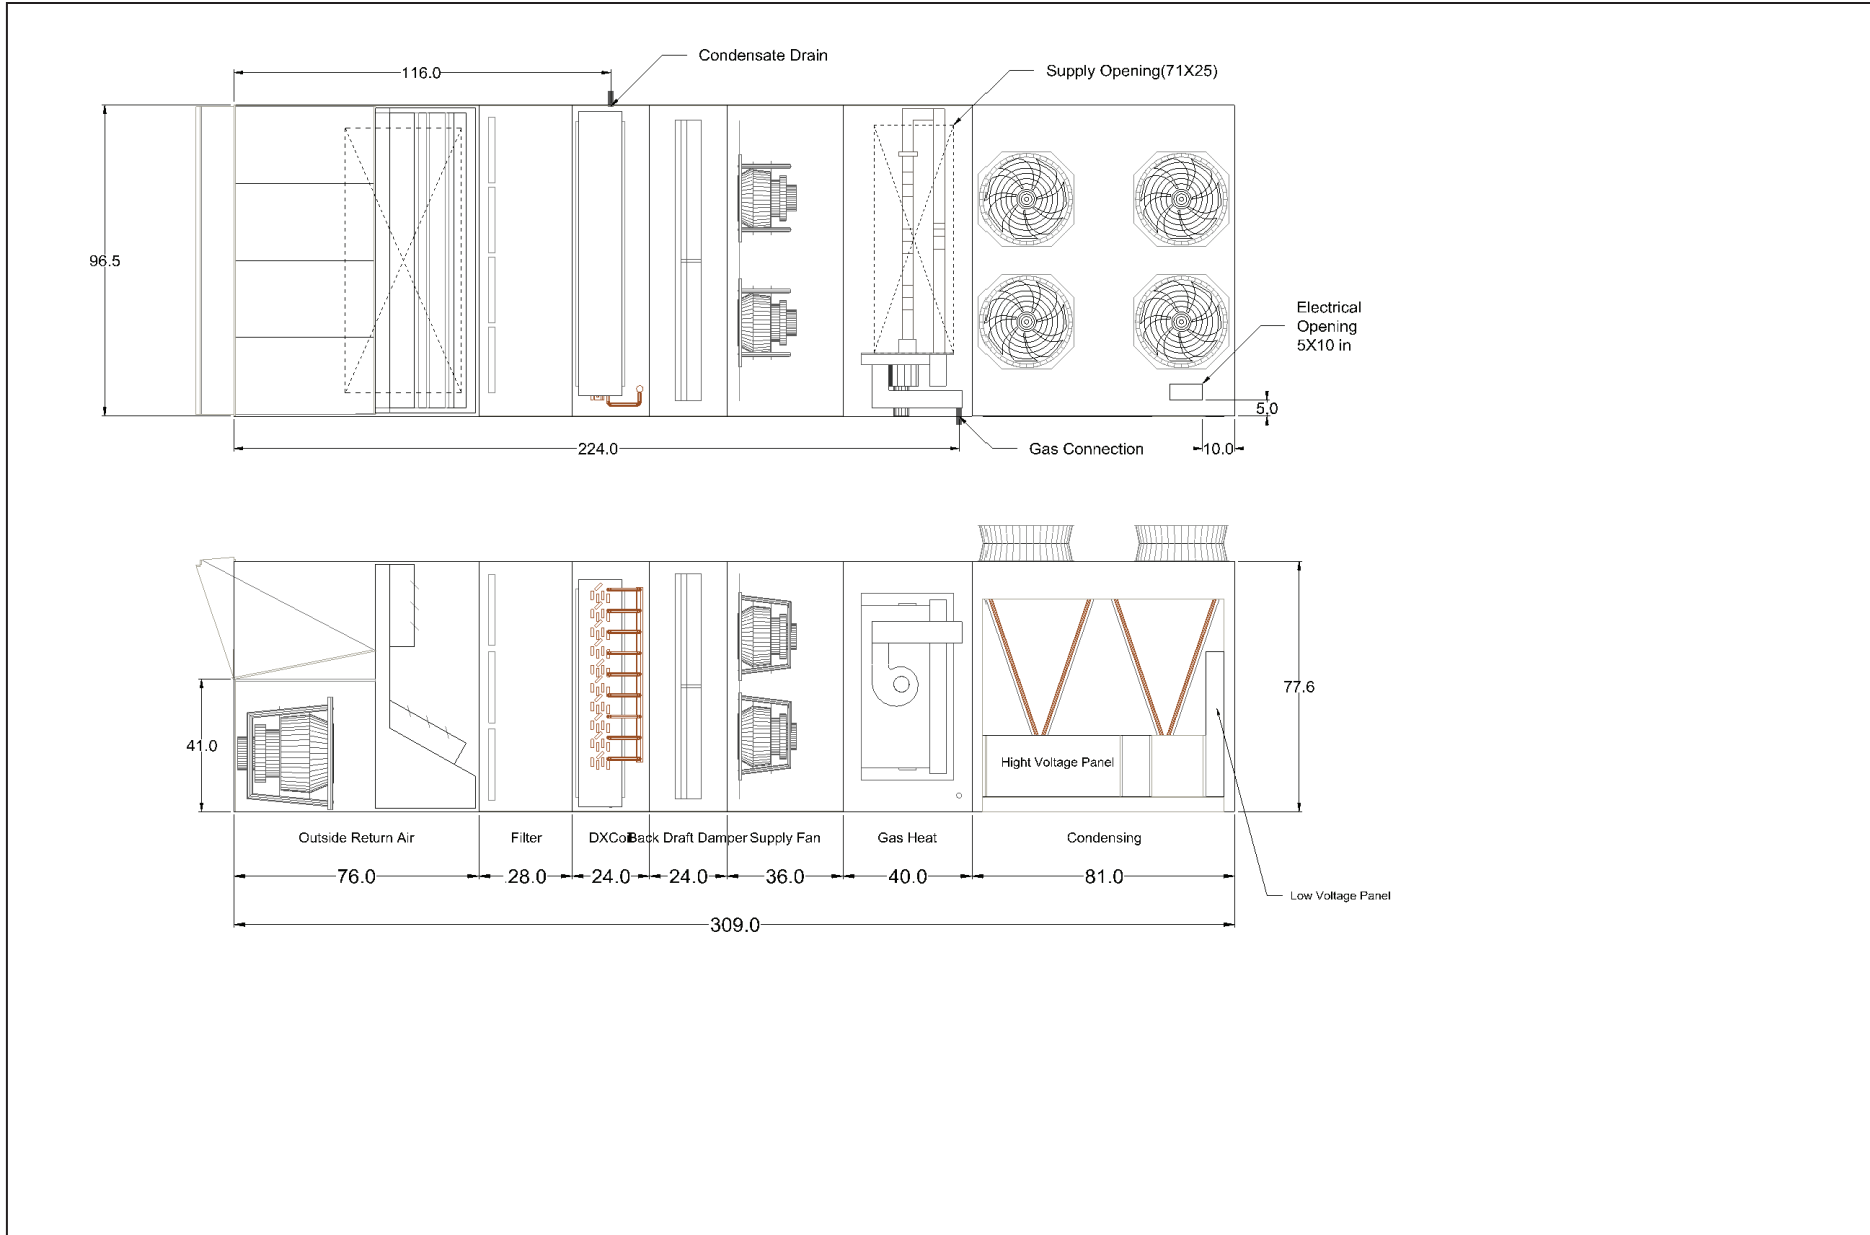 Condensate Drain
116.0
Supply Opening(71X25)
96.5
Electrical
Opening
5X10 in
5.0
224.0
Gas Connection
10.0
77.6
41.0
Hight Voltage Panel
Outside Return Air
Filter
DXCoil
Back Draft Damper
Supply Fan
Gas Heat
Condensing
76.0
28.0
24.0
24.0
36.0
40.0
81.0
Low Voltage Panel
309.0